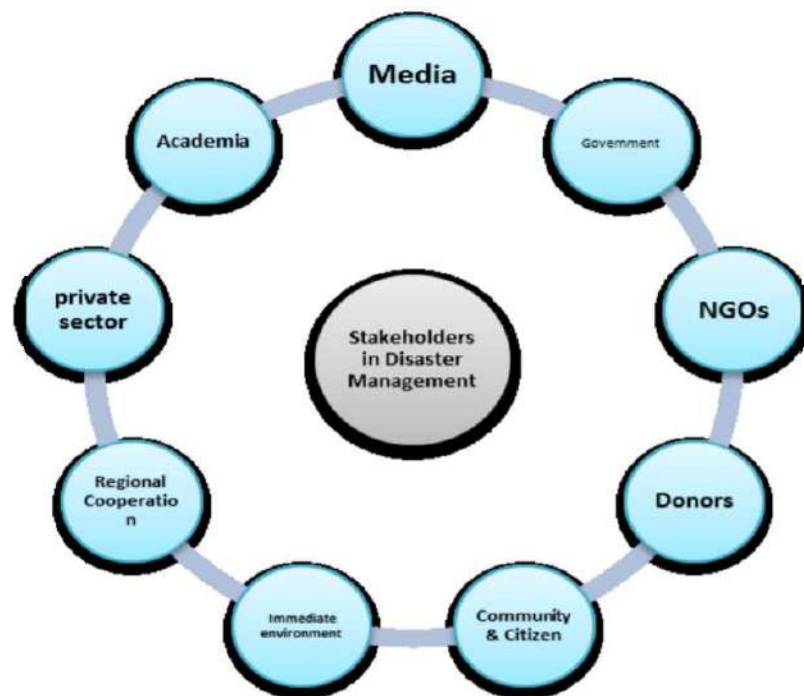 Media
Government
NGOs
Donors
Community
& Citizen
Immediate
environment
Regional
Cooperatio
n
private
sector
Academia
Stakeholders
in Disaster
Management